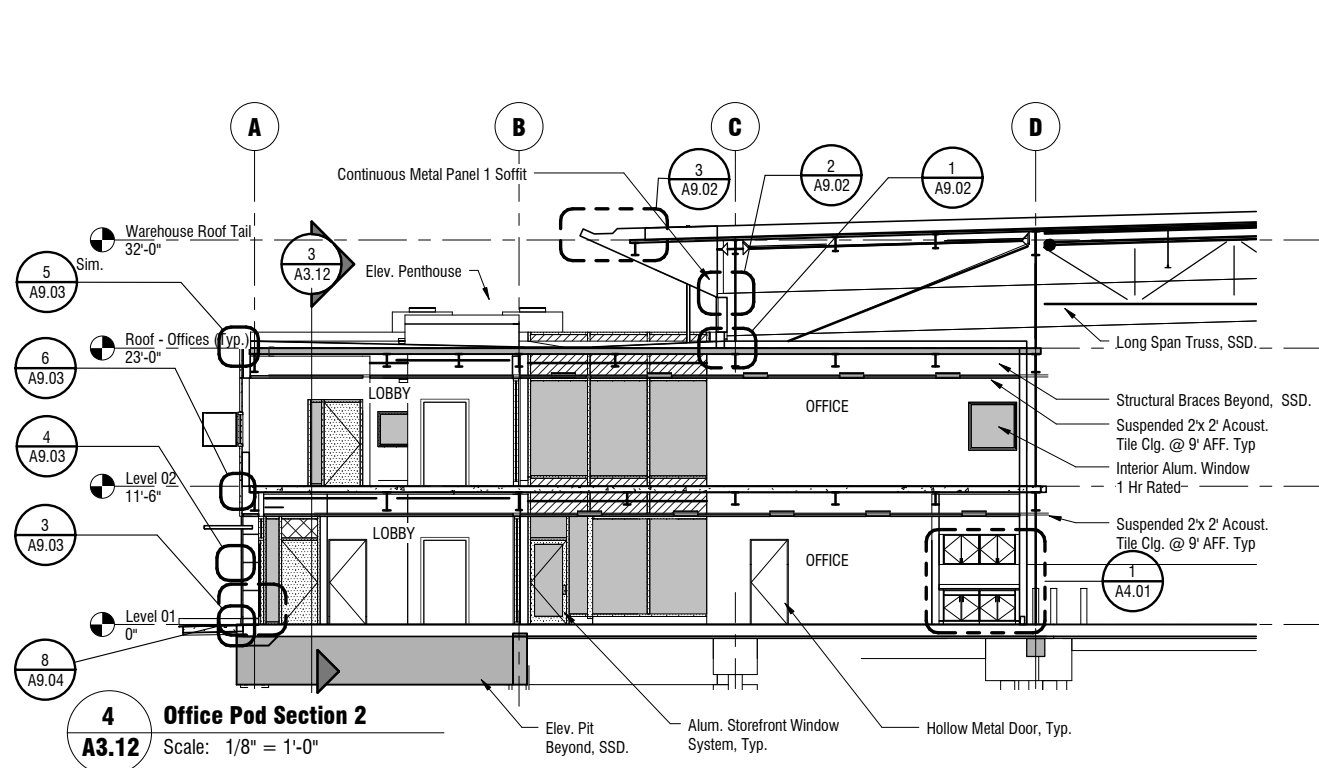 A
B
C
D
Continuous Metal Panel 1 Soffit
3
A9.02
2
A9.02
1
A9.02
Warehouse Roof Tail
32'-0"
5
A9.03
Sim.
3
A3.12
Elev. Penthouse
Roof - Offices (Typ.)
23'-0"
Long Span Truss, SSD.
6
A9.03
LOBBY
OFFICE
Structural Braces Beyond, SSD.
Suspended 2'x 2' Acoust.
Tile Clg. @ 9' AFF. Typ
4
A9.03
Interior Alum. Window
1 Hr Rated
Level 02
11'-6"
3
A9.03
LOBBY
OFFICE
Suspended 2'x 2' Acoust.
Tile Clg. @ 9' AFF. Typ
1
A4.01
Level 01
0"
8
A9.04
4
A3.12
Office Pod Section 2
Scale: 1/8" = 1'-0"
Elev. Pit
Beyond, SSD.
Alum. Storefront Window
System, Typ.
Hollow Metal Door, Typ.